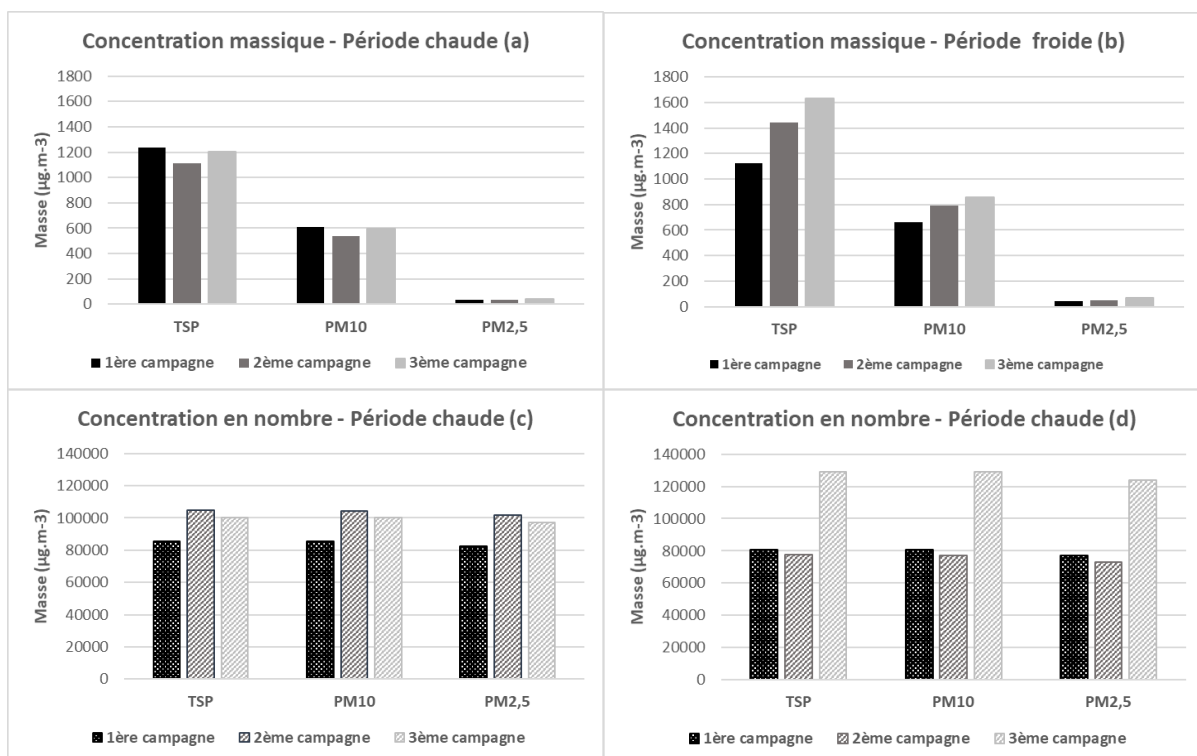 Concentration massique - Période chaude (a)
Masse (µg.m-3)
1800
1600
1400
1200
1000
800
600
400
200
0
TSP
PM10
PM2,5
1ère campagne
2ème campagne
3ème campagne
Concentration massique - Période froide (b)
Masse (µg.m-3)
1800
1600
1400
1200
1000
800
600
400
200
0
TSP
PM10
PM2,5
1ère campagne
2ème campagne
3ème campagne
Concentration en nombre - Période chaude (c)
Masse (µg.m-3)
140000
120000
100000
80000
60000
40000
20000
0
TSP
PM10
PM2,5
1ère campagne
2ème campagne
3ème campagne
Concentration en nombre - Période chaude (d)
Masse (µg.m-3)
140000
120000
100000
80000
60000
40000
20000
0
TSP
PM10
PM2,5
1ère campagne
2ème campagne
3ème campagne